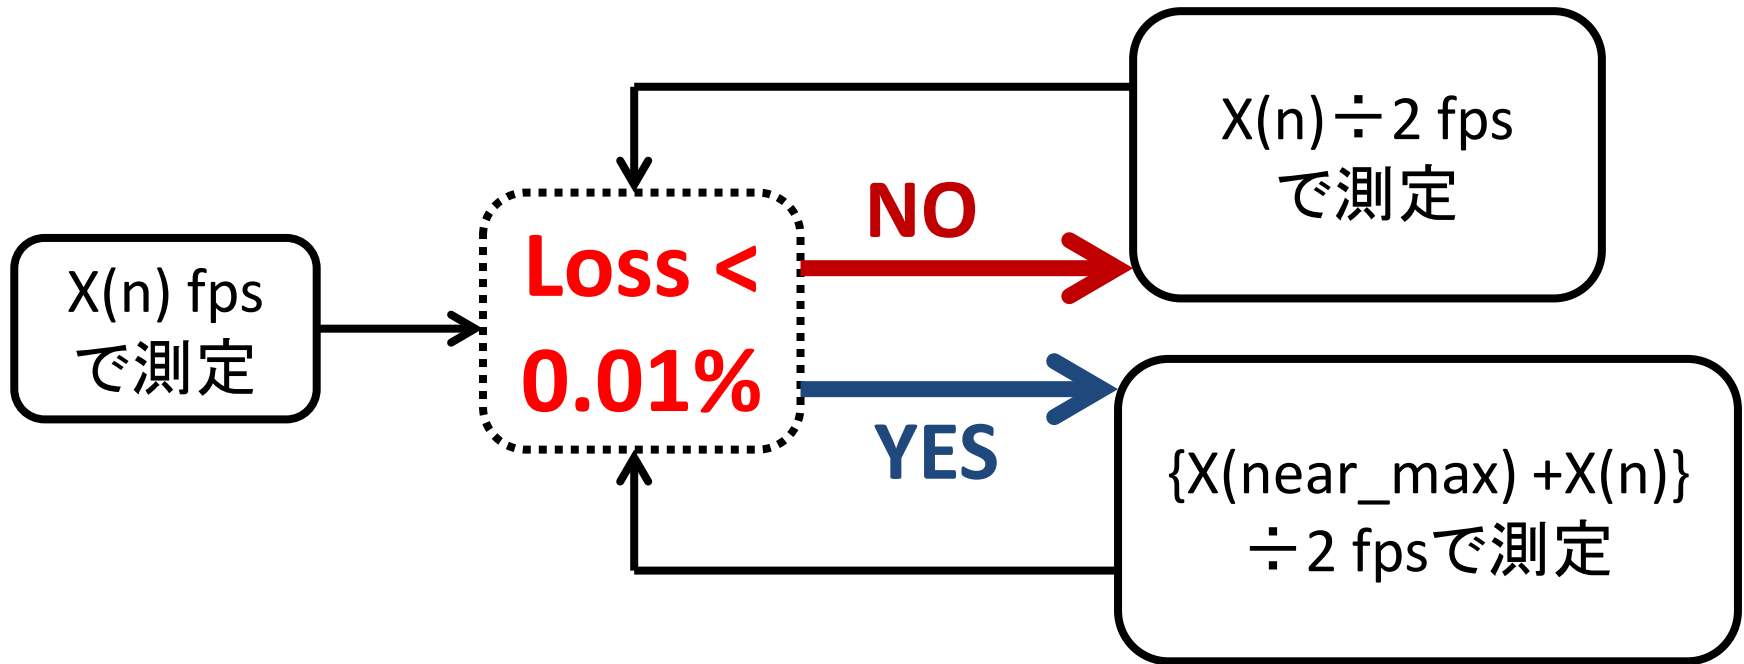 X(n) fps
で測定
Loss <
0.01%
NO
YES
X(n)÷2 fps
で測定
{X(near_max) +X(n)}
÷2 fpsで測定